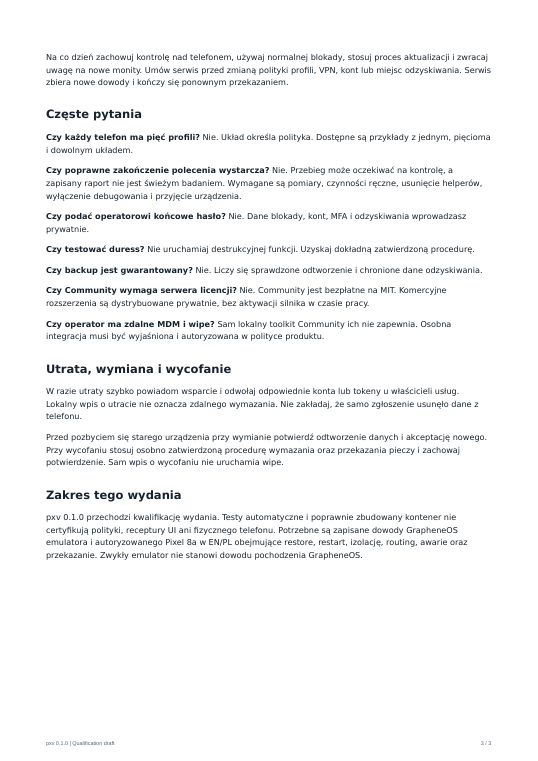 Na co dzień zachowuj kontrolę nad telefonem, używaj normalnej blokady, stosuj proces aktualizacji i zwracaj
uwagę na nowe monity. Umów serwis przed zmianą polityki profili, VPN, kont lub miejsc odzyskiwania. Serwis
zbiera nowe dowody i kończy się ponownym przekazaniem.
Częste pytania
Czy każdy telefon ma pięć profili? Nie. Układ określa polityka. Dostępne są przykłady z jednym, pięcioma
i dowolnym układem.
Czy poprawne zakończenie polecenia wystarcza? Nie. Przebieg może oczekiwać na kontrolę, a
zapisany raport nie jest świeżym badaniem. Wymagane są pomiary, czynności ręczne, usunięcie helperów,
wyłączenie debugowania i przyjęcie urządzenia.
Czy podać operatorowi końcowe hasło? Nie. Dane blokady, kont, MFA i odzyskiwania wprowadzasz
prywatnie.
Czy testować duress? Nie uruchamiaj destrukcyjnej funkcji. Uzyskaj dokładną zatwierdzoną procedurę.
Czy backup jest gwarantowany? Nie. Liczy się sprawdzone odtworzenie i chronione dane odzyskiwania.
Czy Community wymaga serwera licencji? Nie. Community jest bezpłatne na MIT. Komercyjne
rozszerzenia są dystrybuowane prywatnie, bez aktywacji silnika w czasie pracy.
Czy operator ma zdalne MDM i wipe? Sam lokalny toolkit Community ich nie zapewnia. Osobna
integracja musi być wyjaśniona i autoryzowana w polityce produktu.
Utrata, wymiana i wycofanie
W razie utraty szybko powiadom wsparcie i odwołaj odpowiednie konta lub tokeny u właścicieli usług.
Lokalny wpis o utracie nie oznacza zdalnego wymazania. Nie zakładaj, że samo zgłoszenie usunęło dane z
telefonu.
Przed pozbyciem się starego urządzenia przy wymianie potwierdź odtworzenie danych i akceptację nowego.
Przy wycofaniu stosuj osobno zatwierdzoną procedurę wymazania oraz przekazania pieczy i zachowaj
potwierdzenie. Sam wpis o wycofaniu nie uruchamia wipe.
Zakres tego wydania
pxv 0.1.0 przechodzi kwalifikację wydania. Testy automatyczne i poprawnie zbudowany kontener nie
certyfikują polityki, receptury UI ani fizycznego telefonu. Potrzebne są zapisane dowody GrapheneOS
emulatora i autoryzowanego Pixel 8a w EN/PL obejmujące restore, restart, izolację, routing, awarie oraz
przekazanie. Zwykły emulator nie stanowi dowodu pochodzenia GrapheneOS.
pxv 0.1.0 | Qualification draft
3 / 3